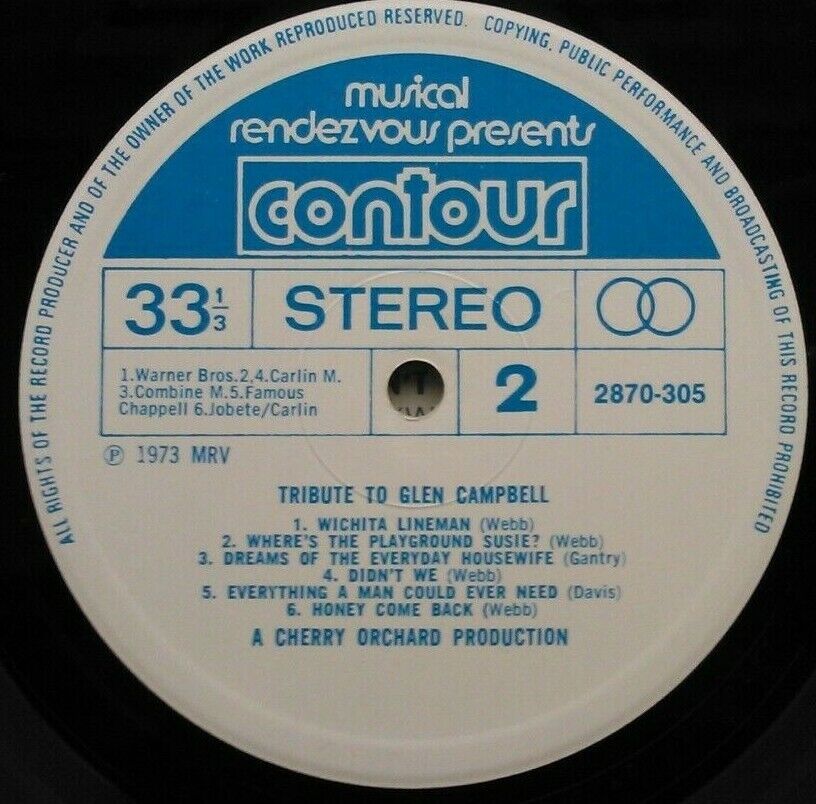 ALL RIGHTS OF THE RECORD PRODUCER AND OF THE OWNER OF THE WORK REPRODUCED RESERVED. COPYING, PUBLIC PERFORMANCE AND BROADCASTING OF THIS RECORD PROHIBITED
musical
rendezvous presents
contour
33 1/3 STEREO
1.Warner Bros.2,4.Carlin M.
3.Combine M.5.Famous
Chappell 6.Jobete/Carlin
2
2870-305
℗ 1973 MRV
TRIBUTE TO GLEN CAMPBELL
1. WICHITA LINEMAN (Webb)
2. WHERE'S THE PLAYGROUND SUSIE? (Webb)
3. DREAMS OF THE EVERYDAY HOUSEWIFE (Gantry)
4. DIDN'T WE (Webb)
5. EVERYTHING A MAN COULD EVER NEED (Davis)
6. HONEY COME BACK (Webb)
A CHERRY ORCHARD PRODUCTION